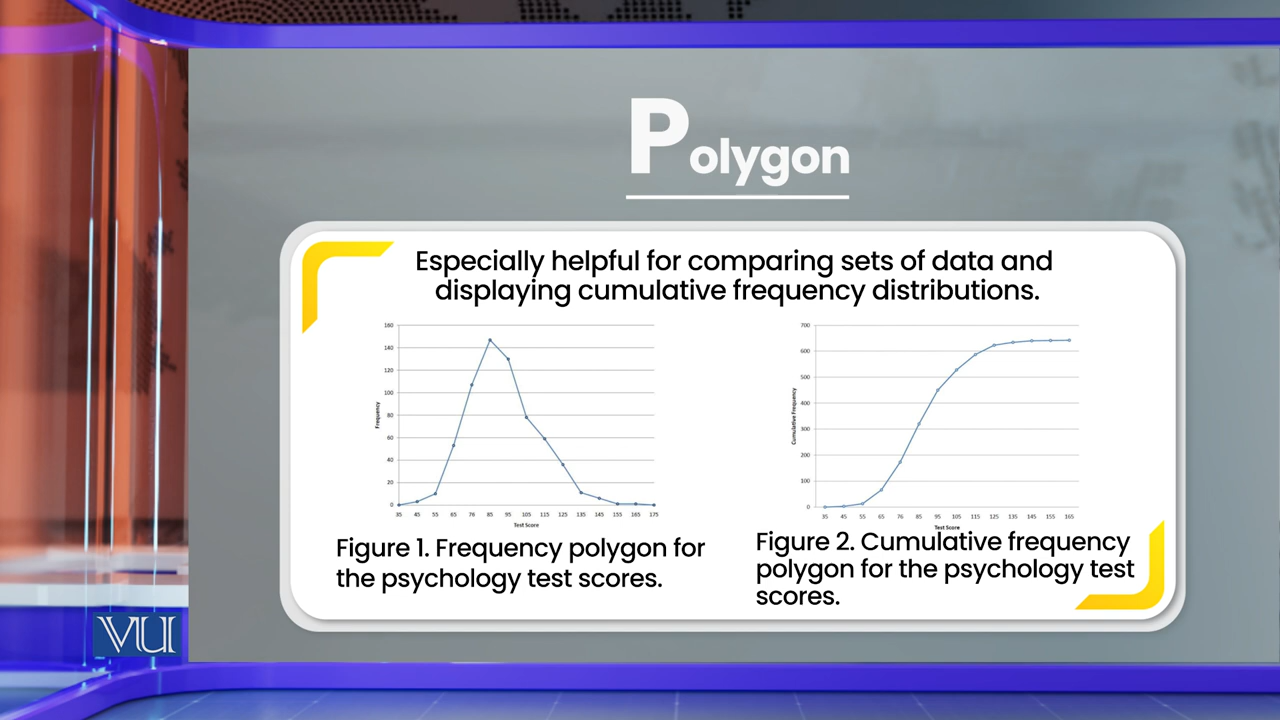 Polygon
Especially helpful for comparing sets of data and
displaying cumulative frequency distributions.
160
140
120
100
80
60
40
20
0
Frequency
35 45 55 65 76 85 95 105 115 125 135 145 155 165 175
Test Score
Figure 1. Frequency polygon for
the psychology test scores.
700
600
500
400
300
200
100
0
Cumulative Frequency
35 45 55 65 76 85 95 105 115 125 135 145 155 165
Test Score
Figure 2. Cumulative frequency
polygon for the psychology test
scores.
VU